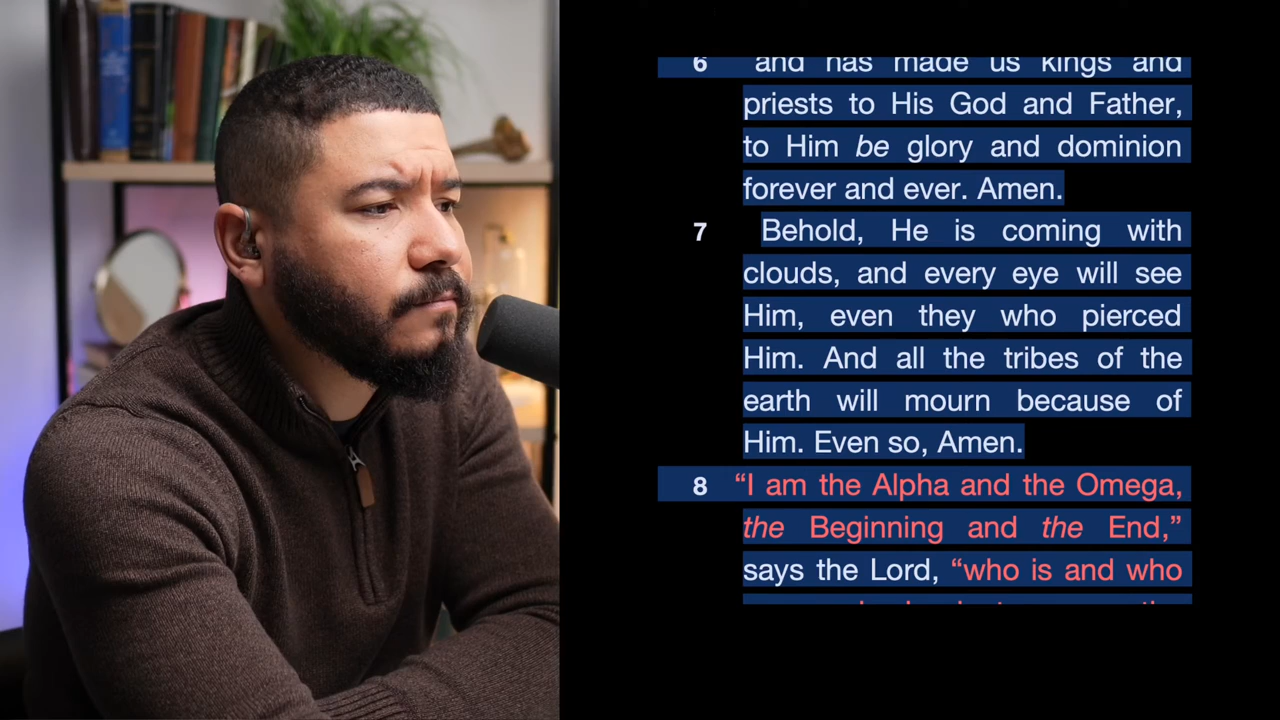 6 and has made us kings and
priests to His God and Father,
to Him be glory and dominion
forever and ever. Amen.
7 Behold, He is coming with
clouds, and every eye will see
Him, even they who pierced
Him. And all the tribes of the
earth will mourn because of
Him. Even so, Amen.
8 “I am the Alpha and the Omega,
the Beginning and the End,”
says the Lord, “who is and who